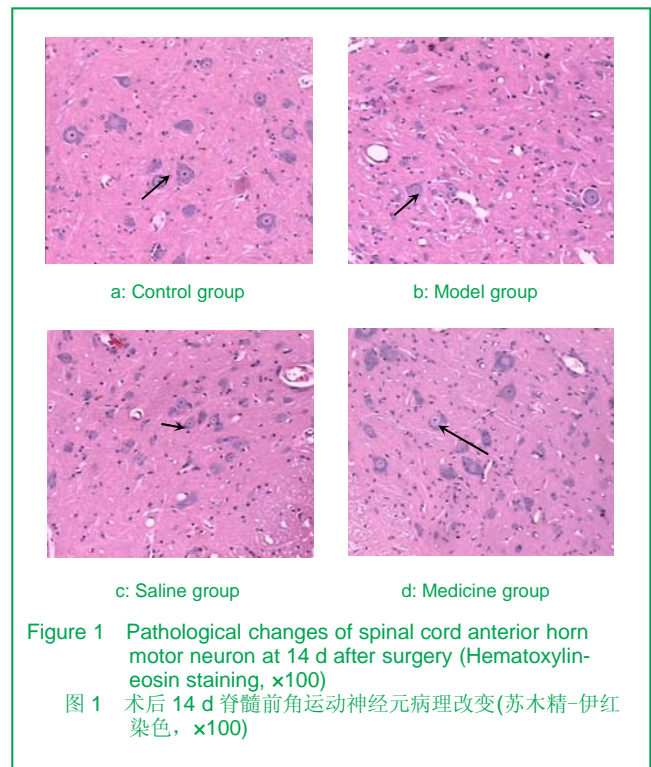 a: Control group
b: Model group
c: Saline group
d: Medicine group
Figure 1 Pathological changes of spinal cord anterior horn
motor neuron at 14 d after surgery (Hematoxylin-
eosin staining, ×100)
图 1 术后 14 d 脊髓前角运动神经元病理改变(苏木精-伊红
染色，×100)